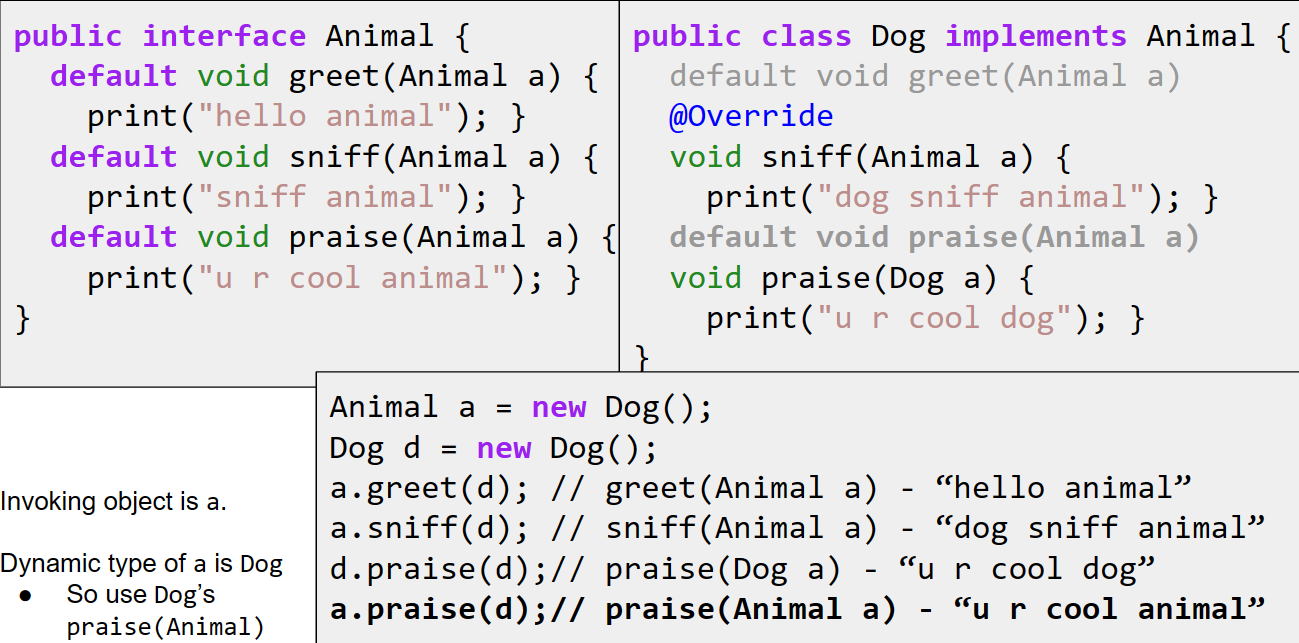 public interface Animal {
default void greet(Animal a) {
print("hello animal"); }
default void sniff(Animal a) {
print("sniff animal"); }
default void praise(Animal a) {
print("u r cool animal"); }
}
public class Dog implements Animal {
default void greet(Animal a)
@Override
void sniff(Animal a) {
print("dog sniff animal"); }
default void praise(Animal a)
void praise(Dog a) {
print("u r cool dog"); }
}
Animal a = new Dog();
Dog d = new Dog();
a.greet(d); // greet(Animal a) - “hello animal”
a.sniff(d); // sniff(Animal a) - “dog sniff animal”
d.praise(d);// praise(Dog a) - “u r cool dog”
a.praise(d);// praise(Animal a) - “u r cool animal”
Invoking object is a.
Dynamic type of a is Dog
● So use Dog’s
praise(Animal)